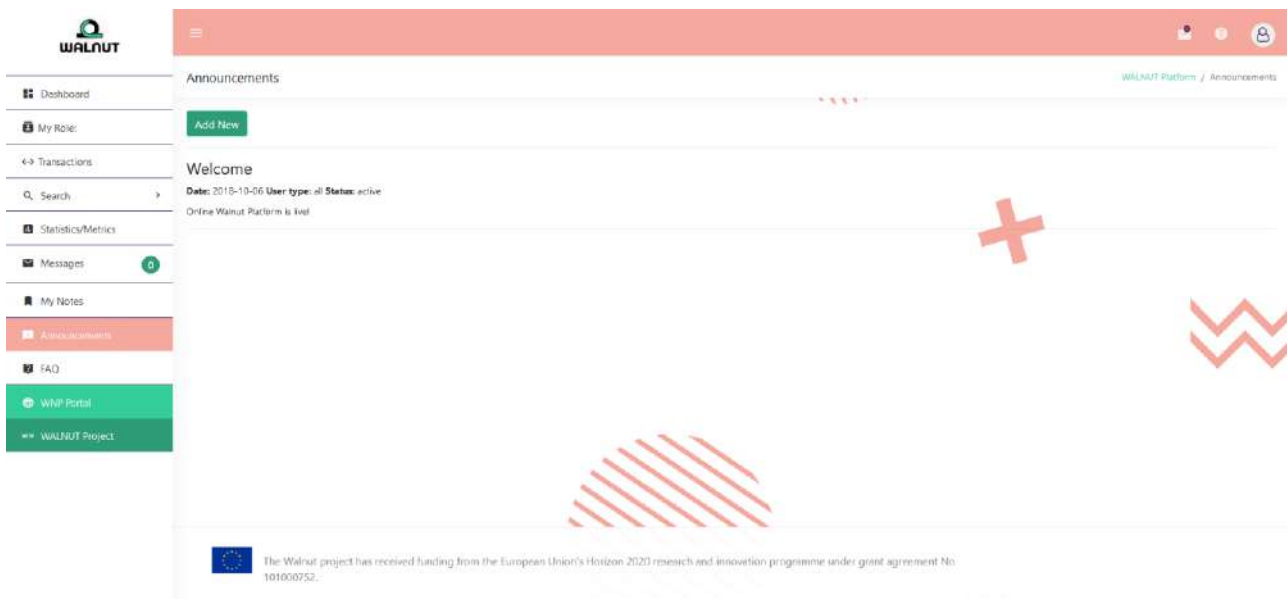 WALNUT
Dashboard
My Role:
Transactions
Search
Statistics/Metrics
Messages
0
My Notes
Announcements
FAQ
WNP Portal
WALNUT Project
Announcements
WALNUT Platform / Announcements
Add New
Welcome
Date: 2018-10-06 User type: all Status: active
Online Walnut Platform is live!
The Walnut project has received funding from the European Union's Horizon 2020 research and innovation programme under grant agreement No
101000752.